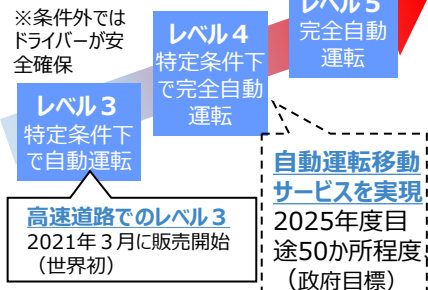 ※条件外では
ドライバーが安
全確保
レベル３
特定条件下
で自動運転
レベル４
特定条件下
で完全自動
運転
レベル５
完全自動
運転
高速道路でのレベル３
2021年３月に販売開始
（世界初）
自動運転移動
サービスを実現
2025年度目
途50か所程度
（政府目標）